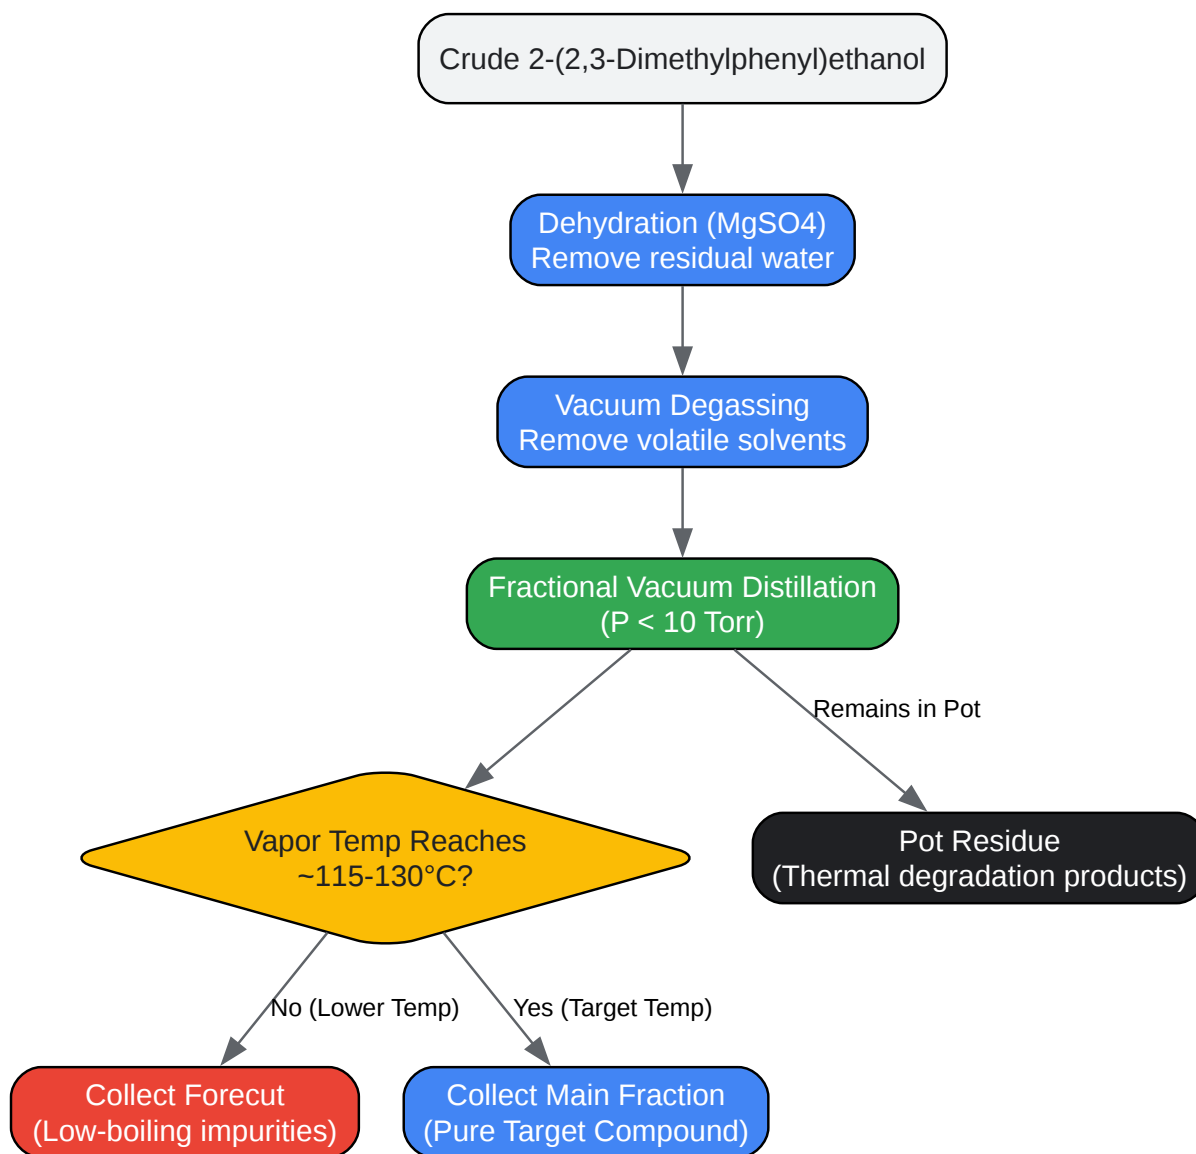 Crude 2-(2,3-Dimethylphenyl)ethanol
Dehydration (MgSO4)
Remove residual water
Vacuum Degassing
Remove volatile solvents
Fractional Vacuum Distillation
(P < 10 Torr)
Remains in Pot
Vapor Temp Reaches
~115-130°C?
Pot Residue
(Thermal degradation products)
No (Lower Temp)
Yes (Target Temp)
Collect Forecut
(Low-boiling impurities)
Collect Main Fraction
(Pure Target Compound)